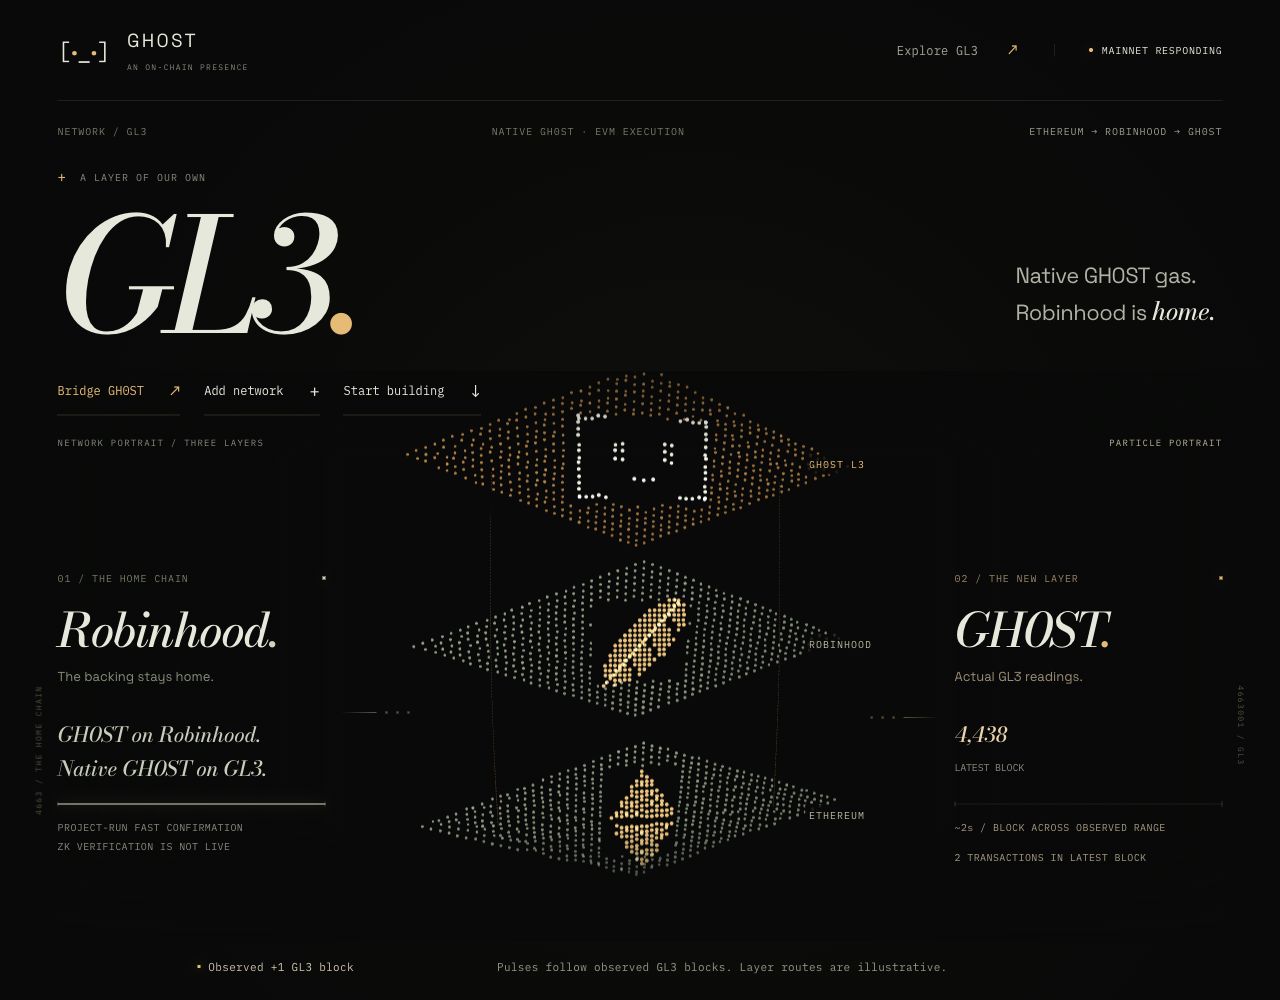 [•_•]
GHOST
AN ON-CHAIN PRESENCE
Explore GL3 ↗
MAINNET RESPONDING
NETWORK / GL3
NATIVE GH0ST · EVM EXECUTION
ETHEREUM → ROBINHOOD → GH0ST
+ A LAYER OF OUR OWN
GL3.
Native GHOST gas.
Robinhood is home.
Bridge GH0ST ↗
Add network +
Start building ↓
NETWORK PORTRAIT / THREE LAYERS
PARTICLE PORTRAIT
GH0ST L3
01 / THE HOME CHAIN
Robinhood.
The backing stays home.
GH0ST on Robinhood.
Native GH0ST on GL3.
PROJECT-RUN FAST CONFIRMATION
ZK VERIFICATION IS NOT LIVE
4663 / THE HOME CHAIN
ROBINHOOD
ETHEREUM
02 / THE NEW LAYER
GH0ST.
Actual GL3 readings.
4,438
LATEST BLOCK
~2s / BLOCK ACROSS OBSERVED RANGE
2 TRANSACTIONS IN LATEST BLOCK
4663001 / GL3
Observed +1 GL3 block
Pulses follow observed GL3 blocks. Layer routes are illustrative.